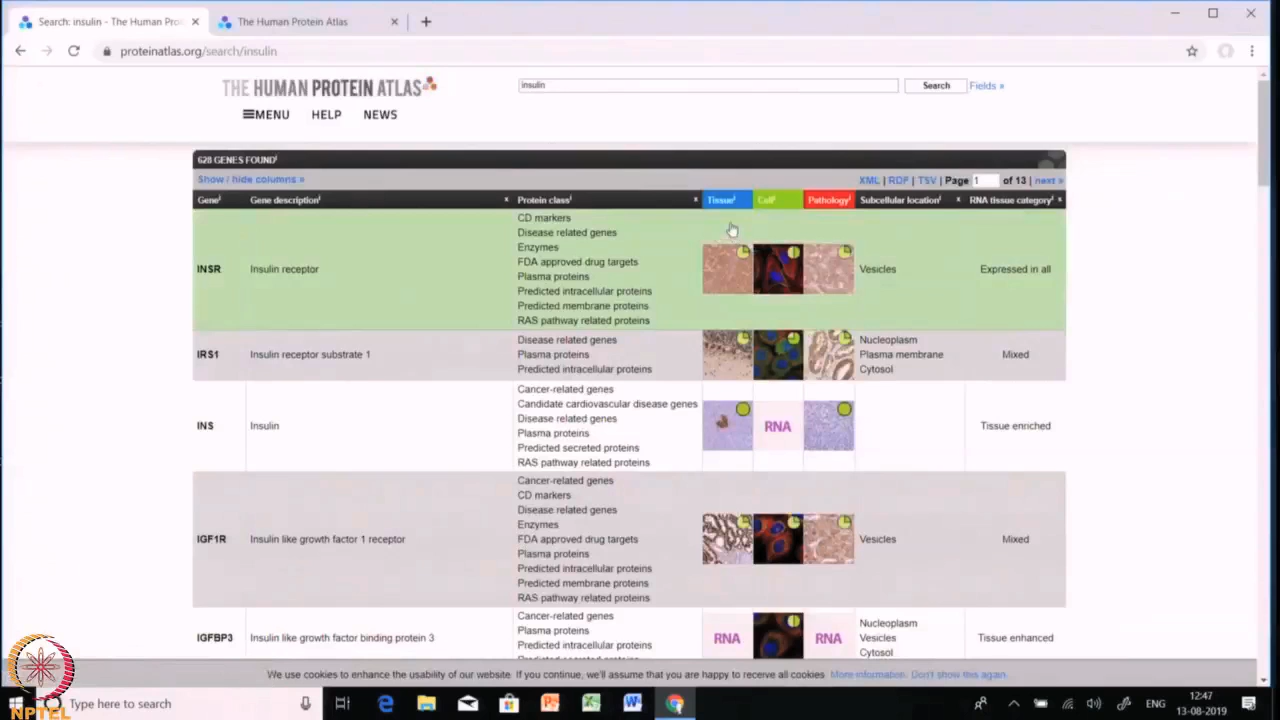 Search: insulin - The Human Pro
The Human Protein Atlas
proteinatlas.org/search/insulin
THE HUMAN PROTEIN ATLAS
insulin
Search
Fields »
MENU
HELP
NEWS
628 GENES FOUND
Show / hide columns »
XML | RDF | TSV | Page 1 of 13 | next »
Gene
Gene description
Protein class
Tissue
Cell
Pathology
Subcellular location
RNA tissue category
INSR
Insulin receptor
CD markers
Disease related genes
Enzymes
FDA approved drug targets
Plasma proteins
Predicted intracellular proteins
Predicted membrane proteins
RAS pathway related proteins
Vesicles
Expressed in all
IRS1
Insulin receptor substrate 1
Disease related genes
Plasma proteins
Predicted intracellular proteins
Nucleoplasm
Plasma membrane
Cytosol
Mixed
INS
Insulin
Cancer-related genes
Candidate cardiovascular disease genes
Disease related genes
Plasma proteins
Predicted secreted proteins
RAS pathway related proteins
RNA
Tissue enriched
IGF1R
Insulin like growth factor 1 receptor
Cancer-related genes
CD markers
Disease related genes
Enzymes
FDA approved drug targets
Plasma proteins
Predicted intracellular proteins
Predicted membrane proteins
RAS pathway related proteins
Vesicles
Mixed
IGFBP3
Insulin like growth factor binding protein 3
Cancer-related genes
Plasma proteins
Predicted intracellular proteins
RNA
RNA
Nucleoplasm
Vesicles
Cytosol
Tissue enhanced
We use cookies to enhance the usability of our website. If you continue, we'll assume that you are happy to receive all cookies. More information. Don't show this again.
Type here to search
ENG
12:47
13-08-2019
NPTEL